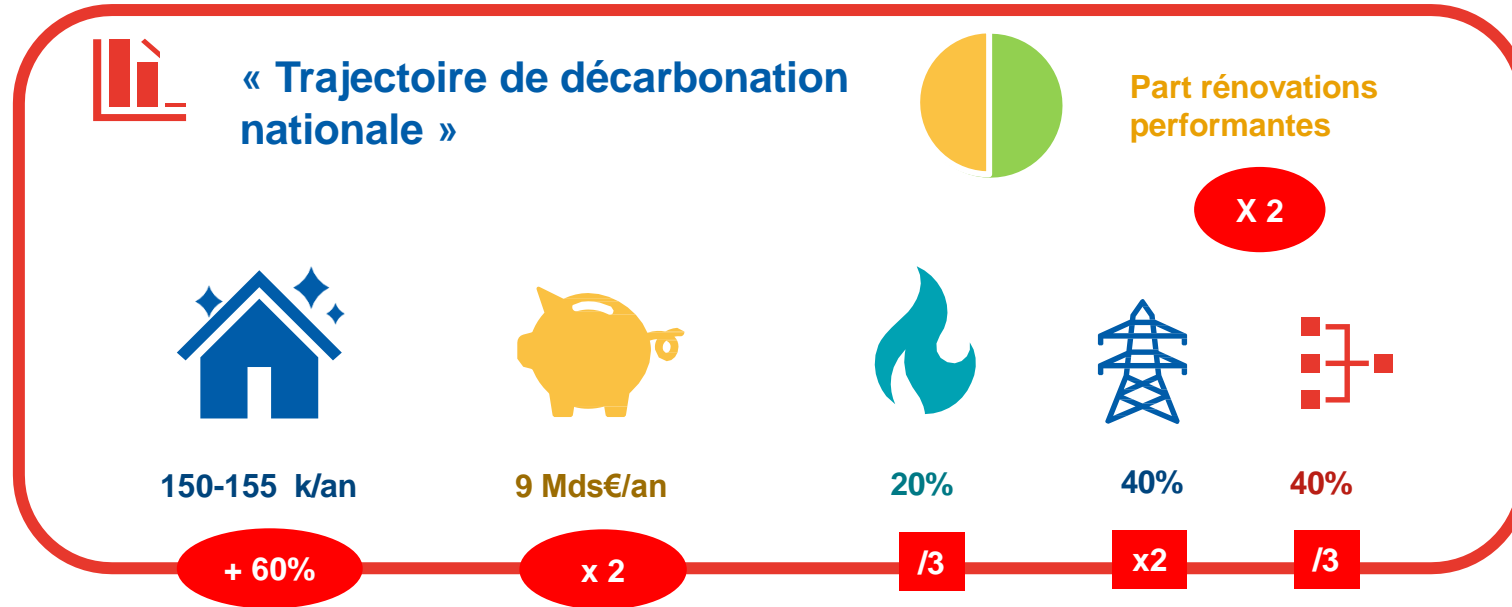 « Trajectoire de décarbonation
nationale »
Part rénovations
performantes
X 2
150-155 k/an
9 Mds€/an
20%
40%
40%
+ 60%
x 2
/3
x2
/3